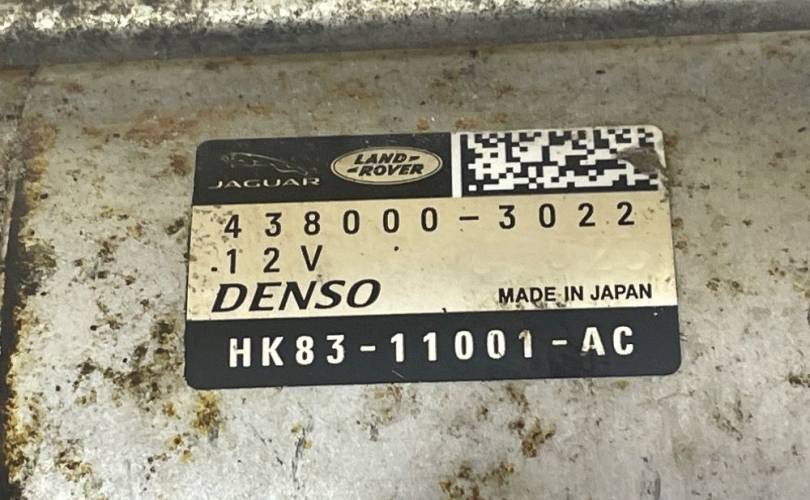 JAGUAR
LAND-
-ROVER
438000-3022
12V
DENSO
MADE IN JAPAN
HK83-11001-AC